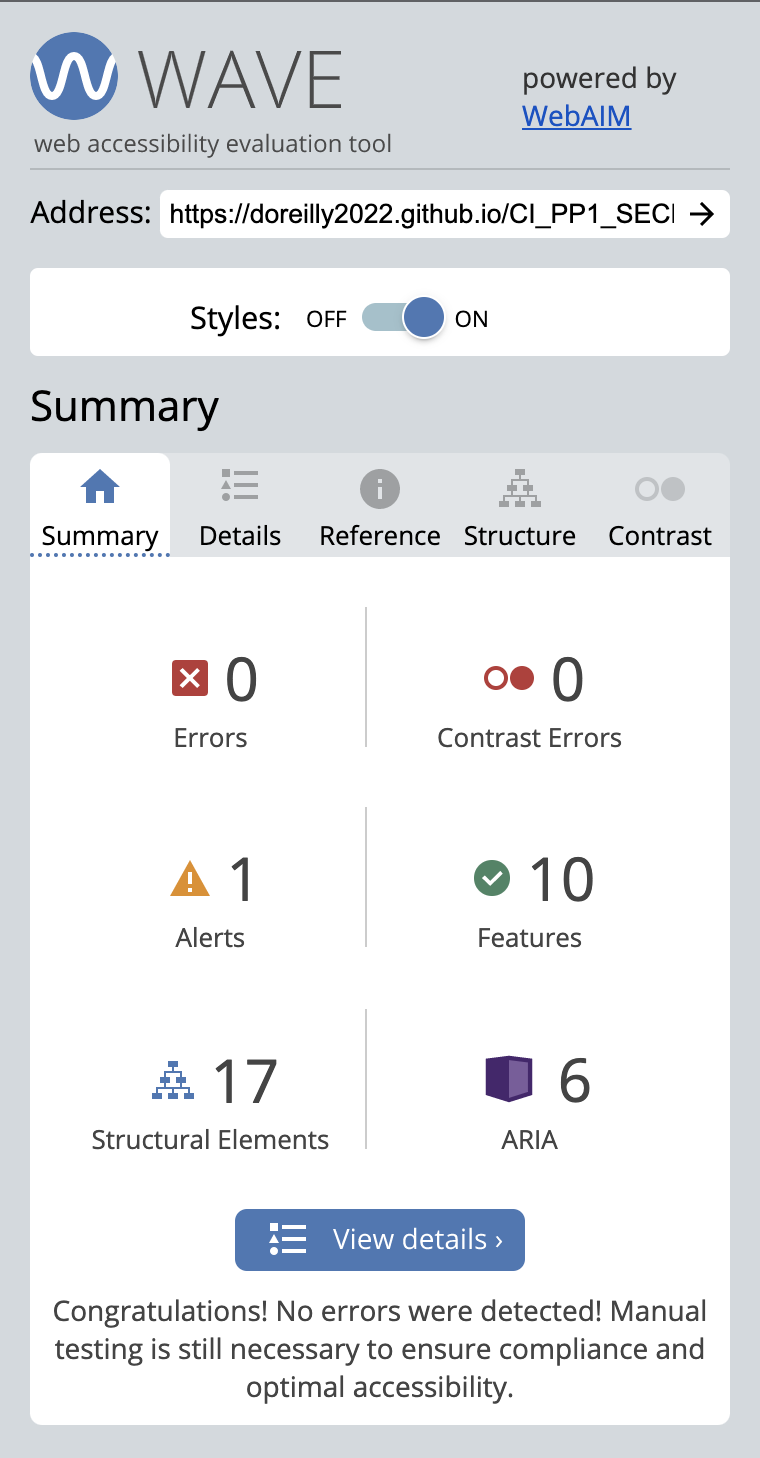 WAVE
web accessibility evaluation tool
powered by
WebAIM
Address: https://doreilly2022.github.io/CI_PP1_SEC
Styles: OFF ON
Summary
Summary Details Reference Structure Contrast
0 0
Errors Contrast Errors
1 10
Alerts Features
17 6
Structural Elements ARIA
View details ›
Congratulations! No errors were detected! Manual
testing is still necessary to ensure compliance and
optimal accessibility.